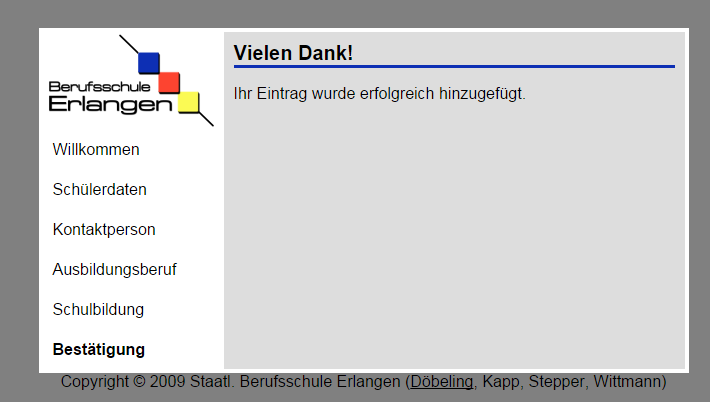 Berufsschule
Erlangen
Willkommen
Schülerdaten
Kontaktperson
Ausbildungsberuf
Schulbildung
Bestätigung
Vielen Dank!
Ihr Eintrag wurde erfolgreich hinzugefügt.
Copyright © 2009 Staatl. Berufsschule Erlangen (Döbeling, Kapp, Stepper, Wittmann)